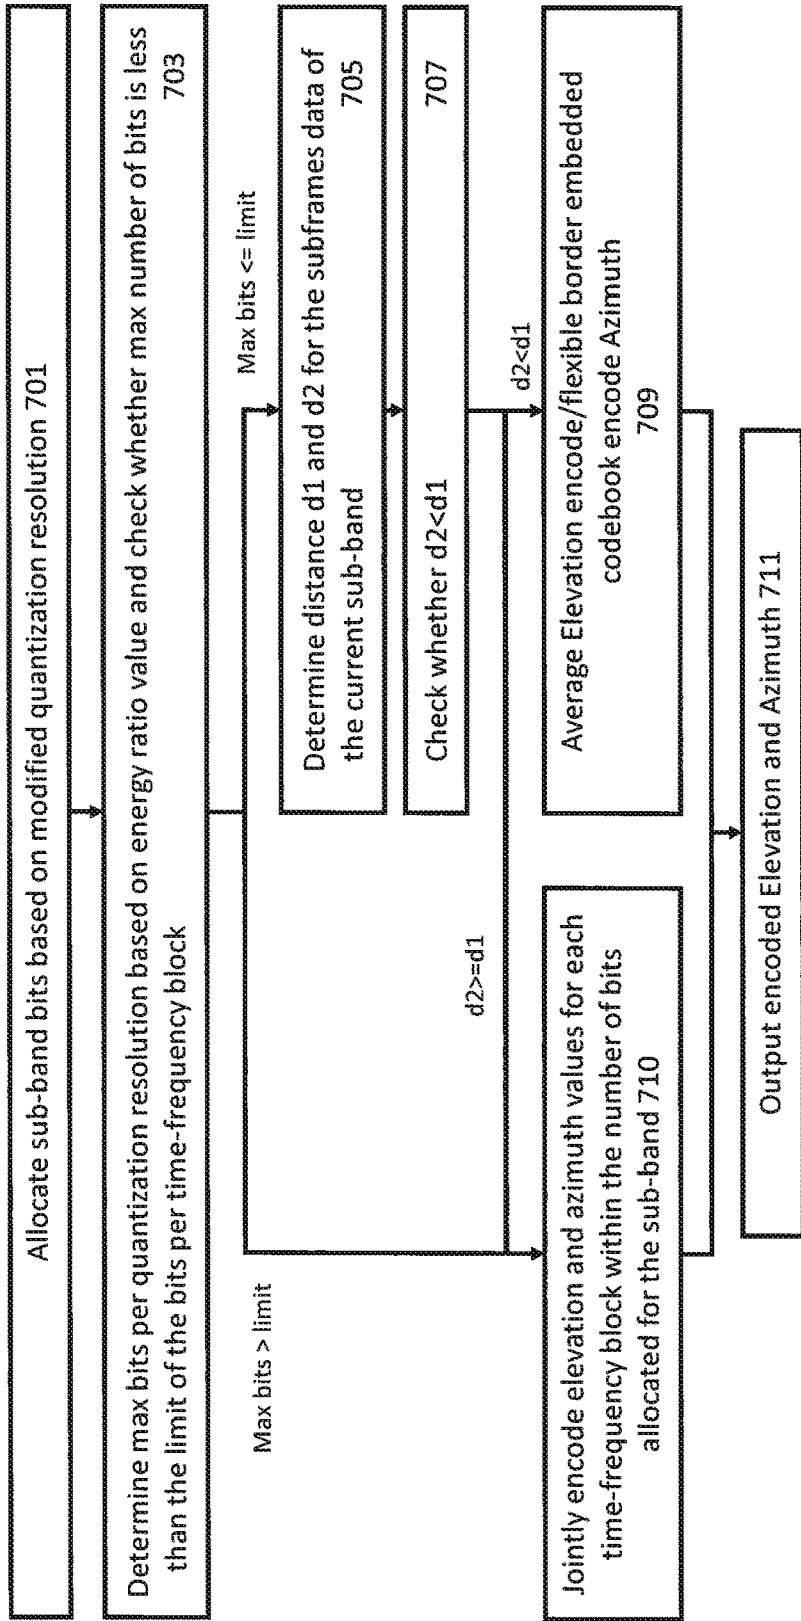 Allocate sub-band bits based on modified quantization resolution 701
Determine max bits per quantization resolution based on energy ratio value and check whether max number of bits is less
than the limit of the bits per time-frequency block
703
Max bits > limit
Max bits <= limit
Determine distance d1 and d2 for the subframes data of
the current sub-band
705
Check whether d2<d1
707
d2>=d1
d2<d1
Jointly encode elevation and azimuth values for each
time-frequency block within the number of bits
allocated for the sub-band 710
Average Elevation encode/flexible border embedded
codebook encode Azimuth
709
Output encoded Elevation and Azimuth 711